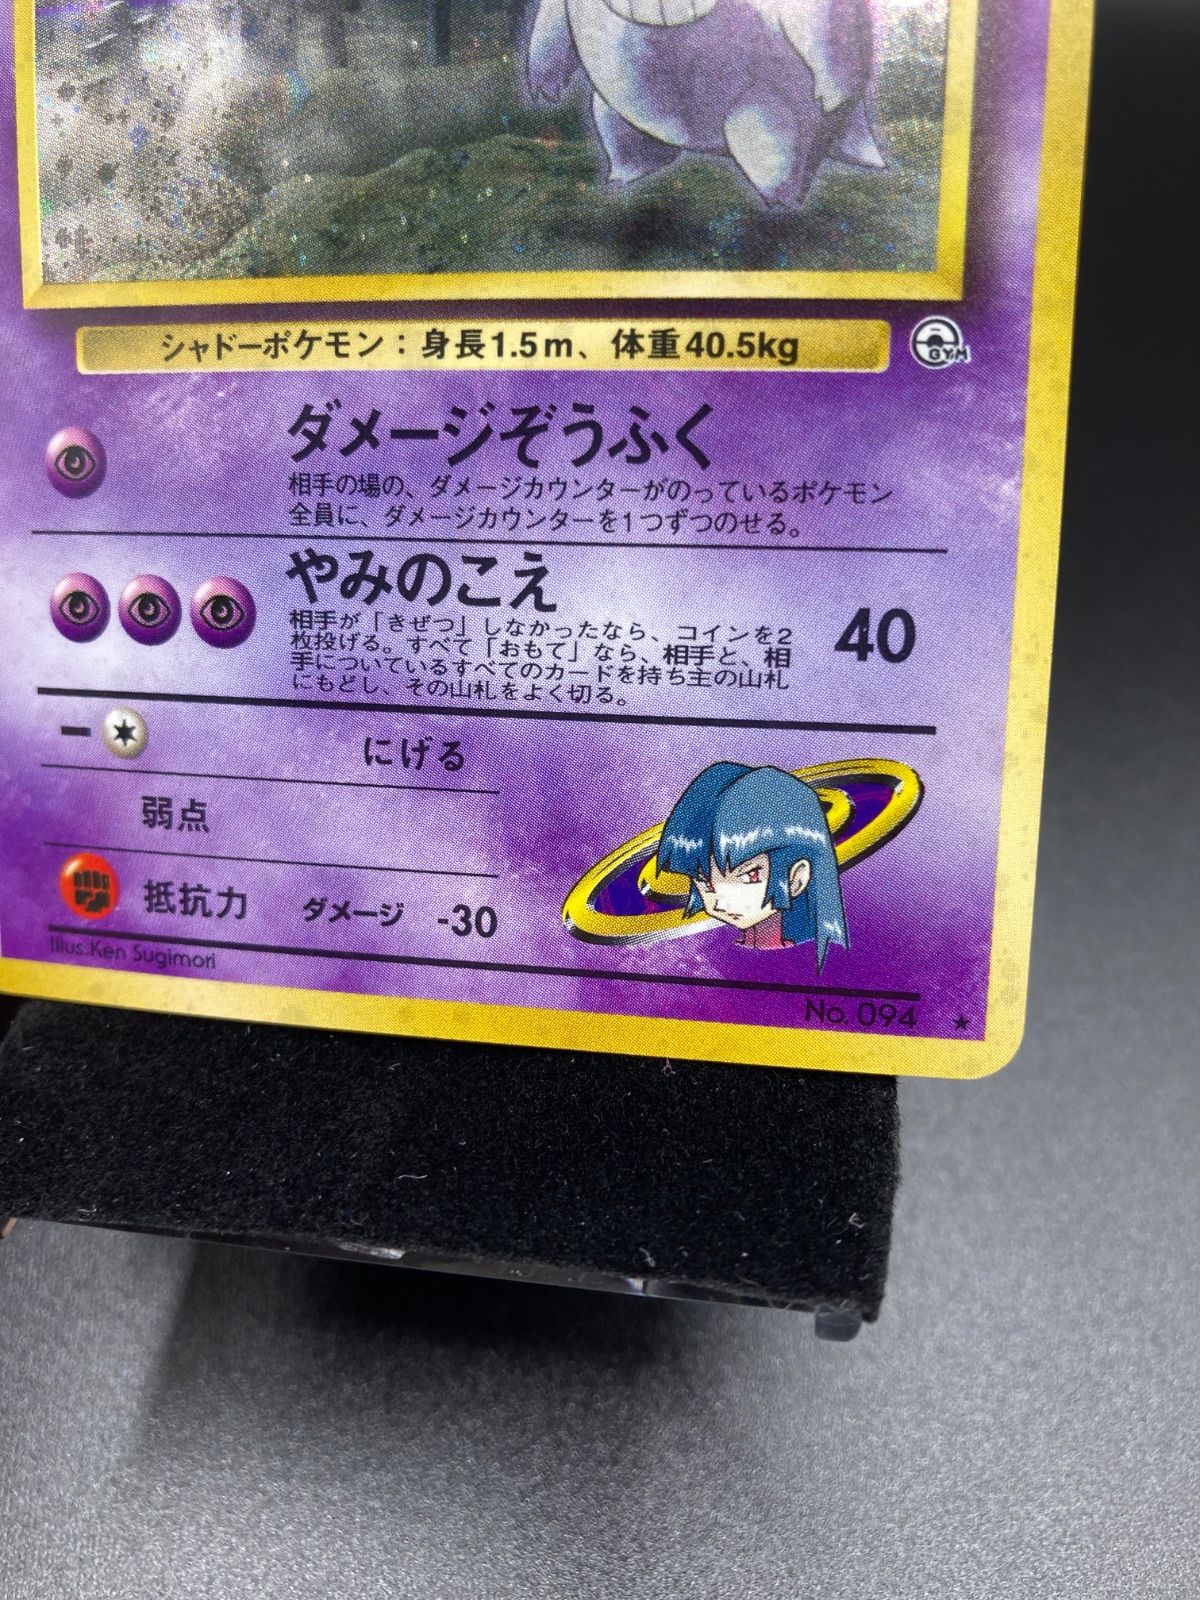 シャドーポケモン：身長1.5m、体重40.5kg
GYM
ダメージぞうふく
相手の場の、ダメージカウンターがのっているポケモン
全員に、ダメージカウンターを1つずつのせる。
やみのこえ
相手が「きぜつ」しなかったなら、コインを2
枚投げる。すべて「おもて」なら、相手と、相
手についているすべてのカードを持ち主の山札
にもどし、その山札をよく切る。
40
にげる
弱点
抵抗力 ダメージ -30
Illus.Ken Sugimori
No. 094 ★